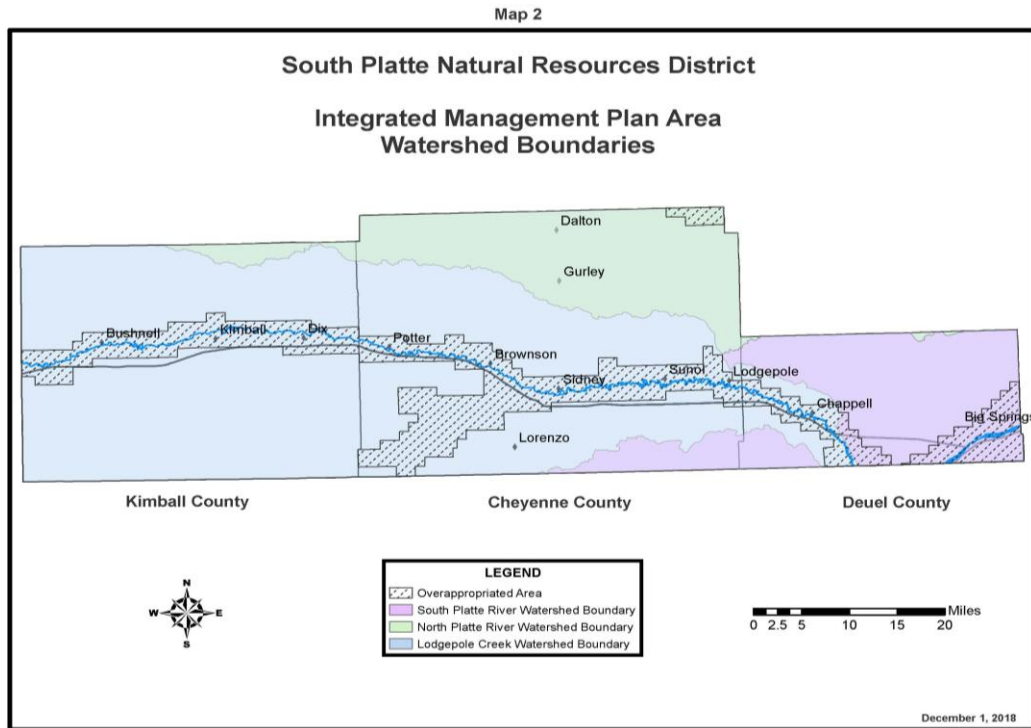 Map 2
South Platte Natural Resources District
Integrated Management Plan Area
Watershed Boundaries
Dalton
Gurley
Bushnell
Kimball
Dix
Potter
Brownson
Sidney
Sunol
Lodgepole
Chappell
Big Springs
Lorenzo
Kimball County
Cheyenne County
Deuel County
N
W E
S
LEGEND
Overappropriated Area
South Platte River Watershed Boundary
North Platte River Watershed Boundary
Lodgepole Creek Watershed Boundary
Miles
0 2.5 5 10 15 20
December 1, 2018